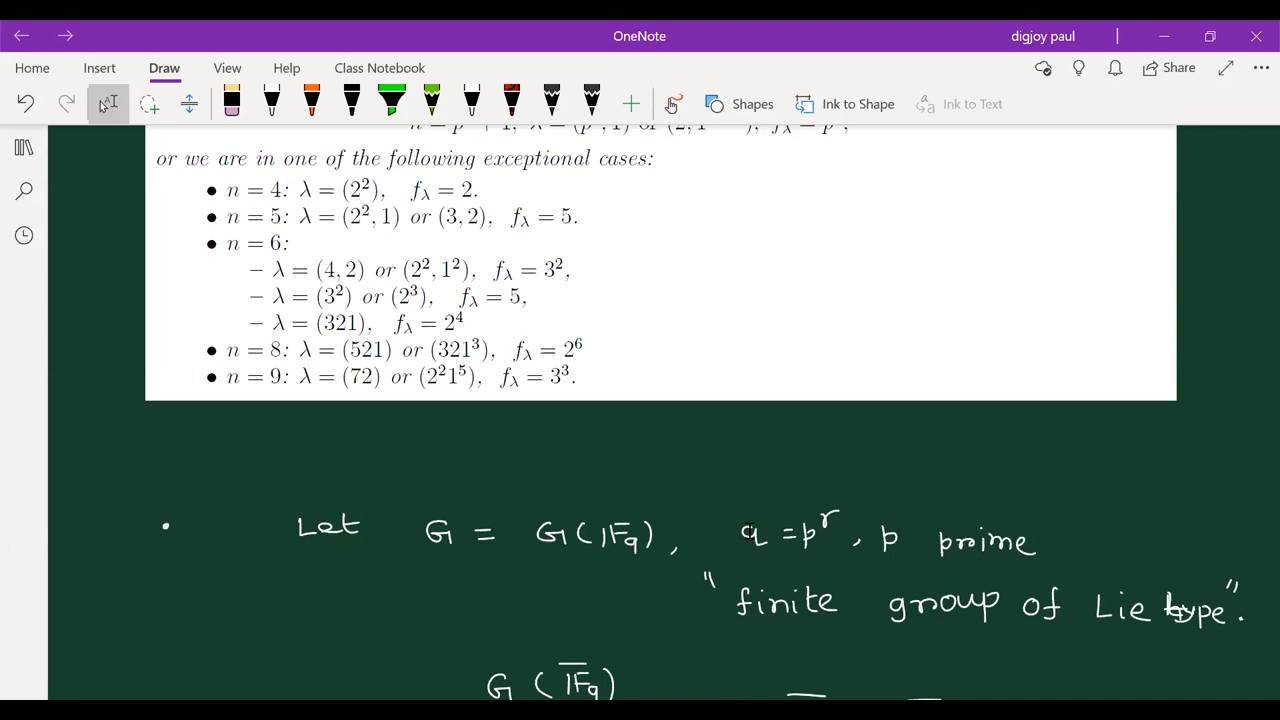 OneNote
digjoy paul
Home Insert Draw View Help Class Notebook
Share
Shapes Ink to Shape Ink to Text
or we are in one of the following exceptional cases:
• n = 4: λ = (2²), f_λ = 2.
• n = 5: λ = (2², 1) or (3, 2), f_λ = 5.
• n = 6:
– λ = (4, 2) or (2², 1²), f_λ = 3²,
– λ = (3²) or (2³), f_λ = 5,
– λ = (321), f_λ = 2⁴
• n = 8: λ = (521) or (321³), f_λ = 2⁶
• n = 9: λ = (72) or (2²1⁵), f_λ = 3³.
• Let G = G(𝔽q), q = pʳ, p prime
"finite group of Lie type".
G (𝔽̅q)